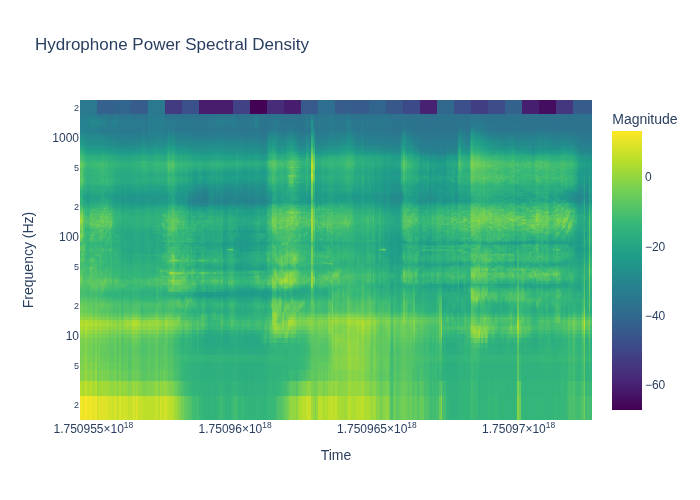 Hydrophone Power Spectral Density
Magnitude
0
−20
−40
−60
Frequency (Hz)
2
1000
5
2
100
5
2
10
5
2
1.750955×10¹⁸ 1.75096×10¹⁸ 1.750965×10¹⁸ 1.75097×10¹⁸
Time